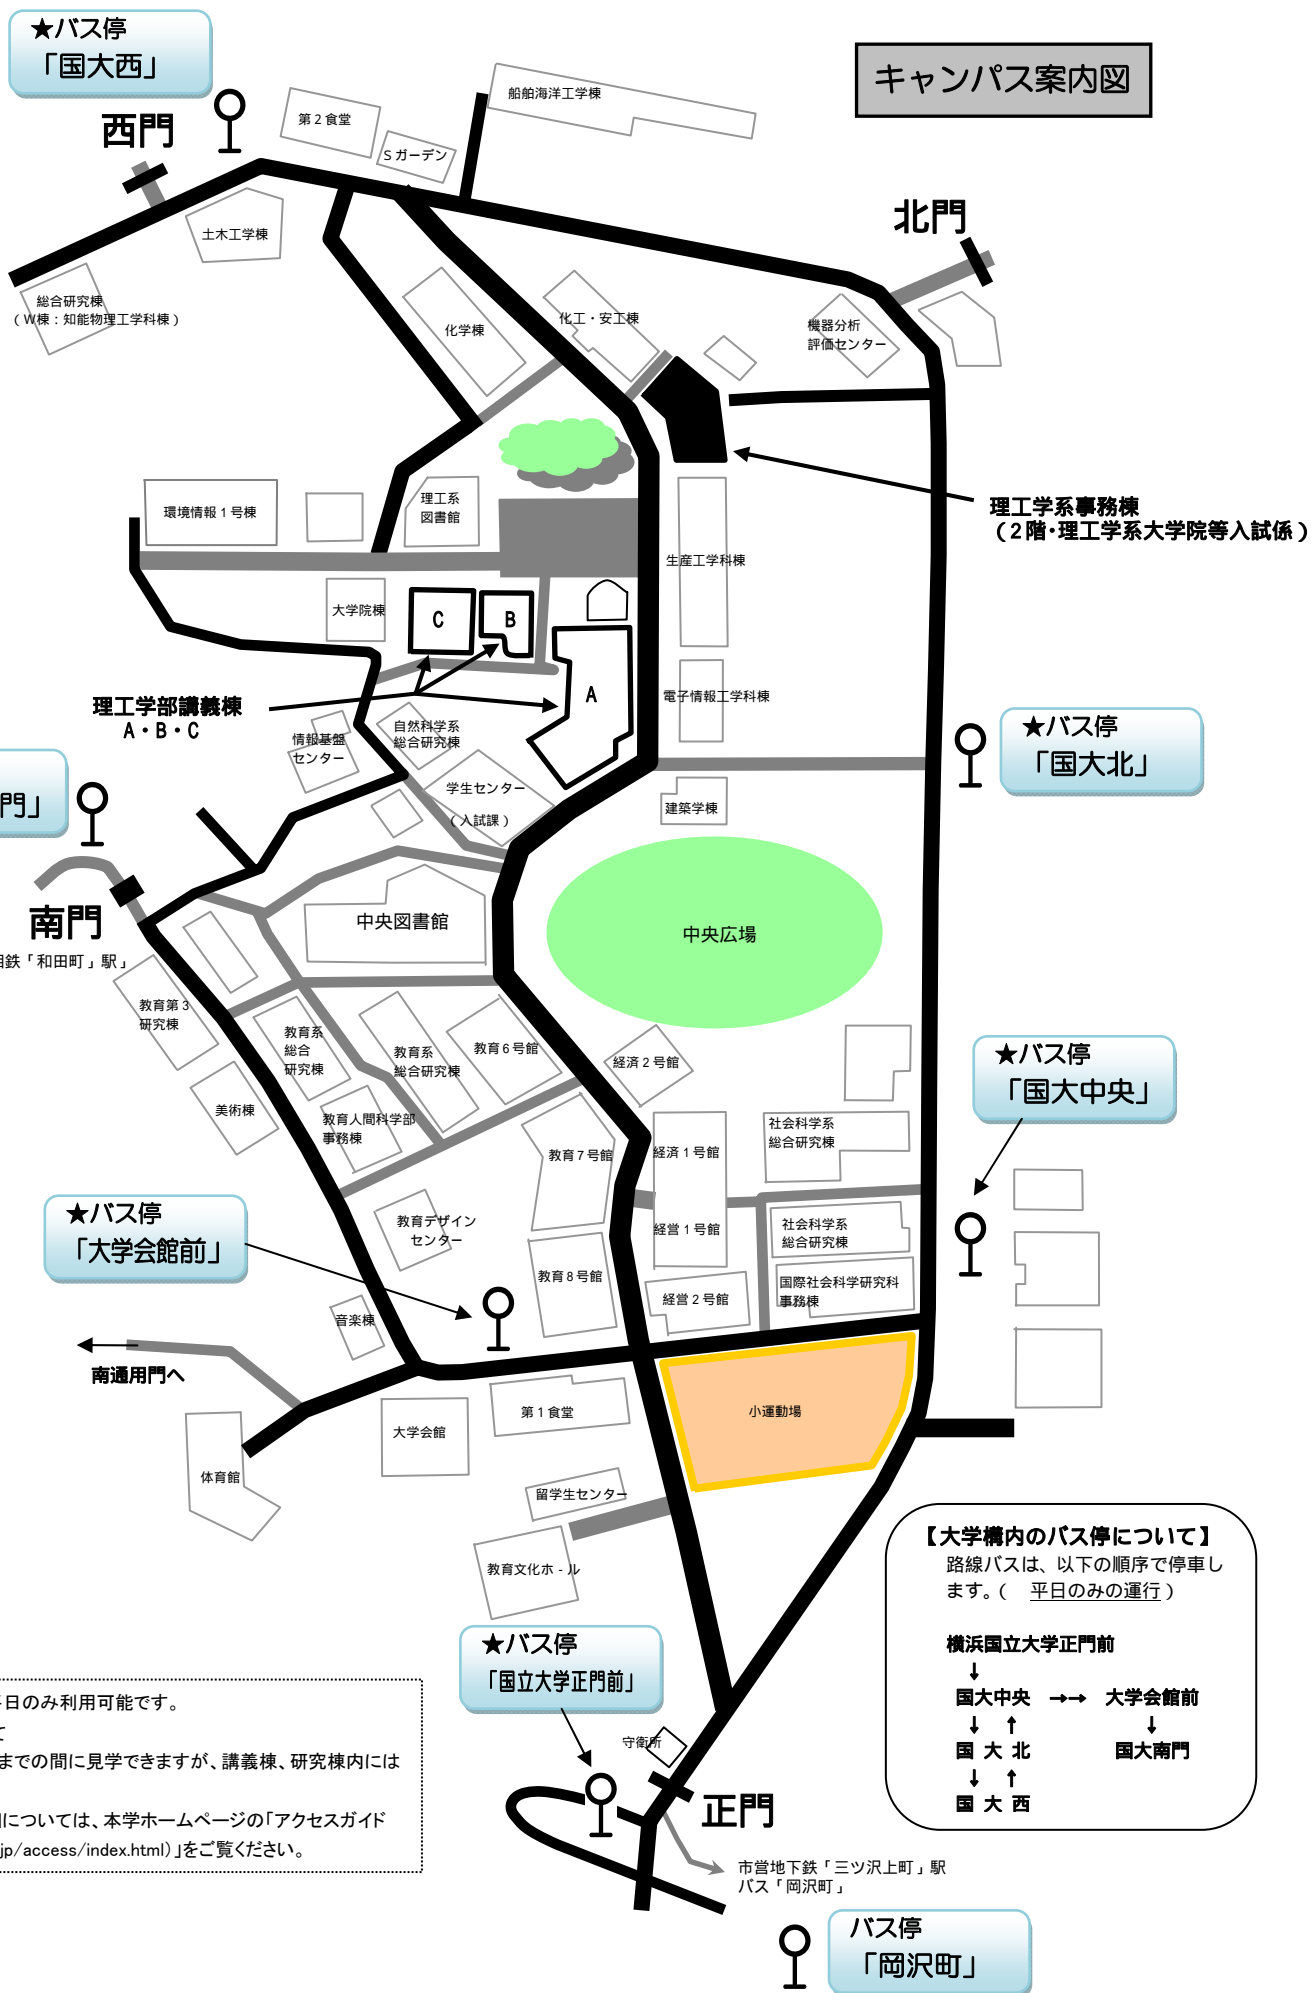 ★バス停
「国大西」
キャンパス案内図
西門
第2食堂
Sガーデン
船舶海洋工学棟
土木工学棟
北門
総合研究棟
(W棟:知能物理工学科棟)
化学棟
化工・安工棟
機器分析
評価センター
環境情報1号棟
理工系
図書館
理工学系事務棟
(2階・理工学系大学院等入試係)
生産工学科棟
大学院棟
C
B
A
理工学部講義棟
A・B・C
電子情報工学科棟
自然科学系
総合研究棟
情報基盤
センター
★バス停
「国大北」
門」
学生センター
(入試課)
建築学棟
南門
相鉄「和田町」駅」
中央図書館
中央広場
教育第3
研究棟
教育系
総合
研究棟
教育系
総合研究棟
教育6号館
経済2号館
★バス停
「国大中央」
美術棟
教育人間科学部
事務棟
教育7号館
経済1号館
社会科学系
総合研究棟
★バス停
「大学会館前」
教育デザイン
センター
経営1号館
社会科学系
総合研究棟
教育8号館
経営2号館
国際社会科学研究科
事務棟
音楽棟
南通用門へ
大学会館
第1食堂
小運動場
体育館
留学生センター
教育文化ホ-ル
【大学構内のバス停について】
路線バスは、以下の順序で停車し
ます。( 平日のみの運行)
横浜国立大学正門前
↓
国大中央 →→ 大学会館前
↓ ↑ ↓
国 大 北 国大南門
↓ ↑
国 大 西
★バス停
「国立大学正門前」
守衛所
正門
平日のみ利用可能です。
て
までの間に見学できますが、講義棟、研究棟内には
については、本学ホームページの「アクセスガイド
jp/access/index.html)」をご覧ください。
市営地下鉄「三ツ沢上町」駅
バス「岡沢町」
バス停
「岡沢町」